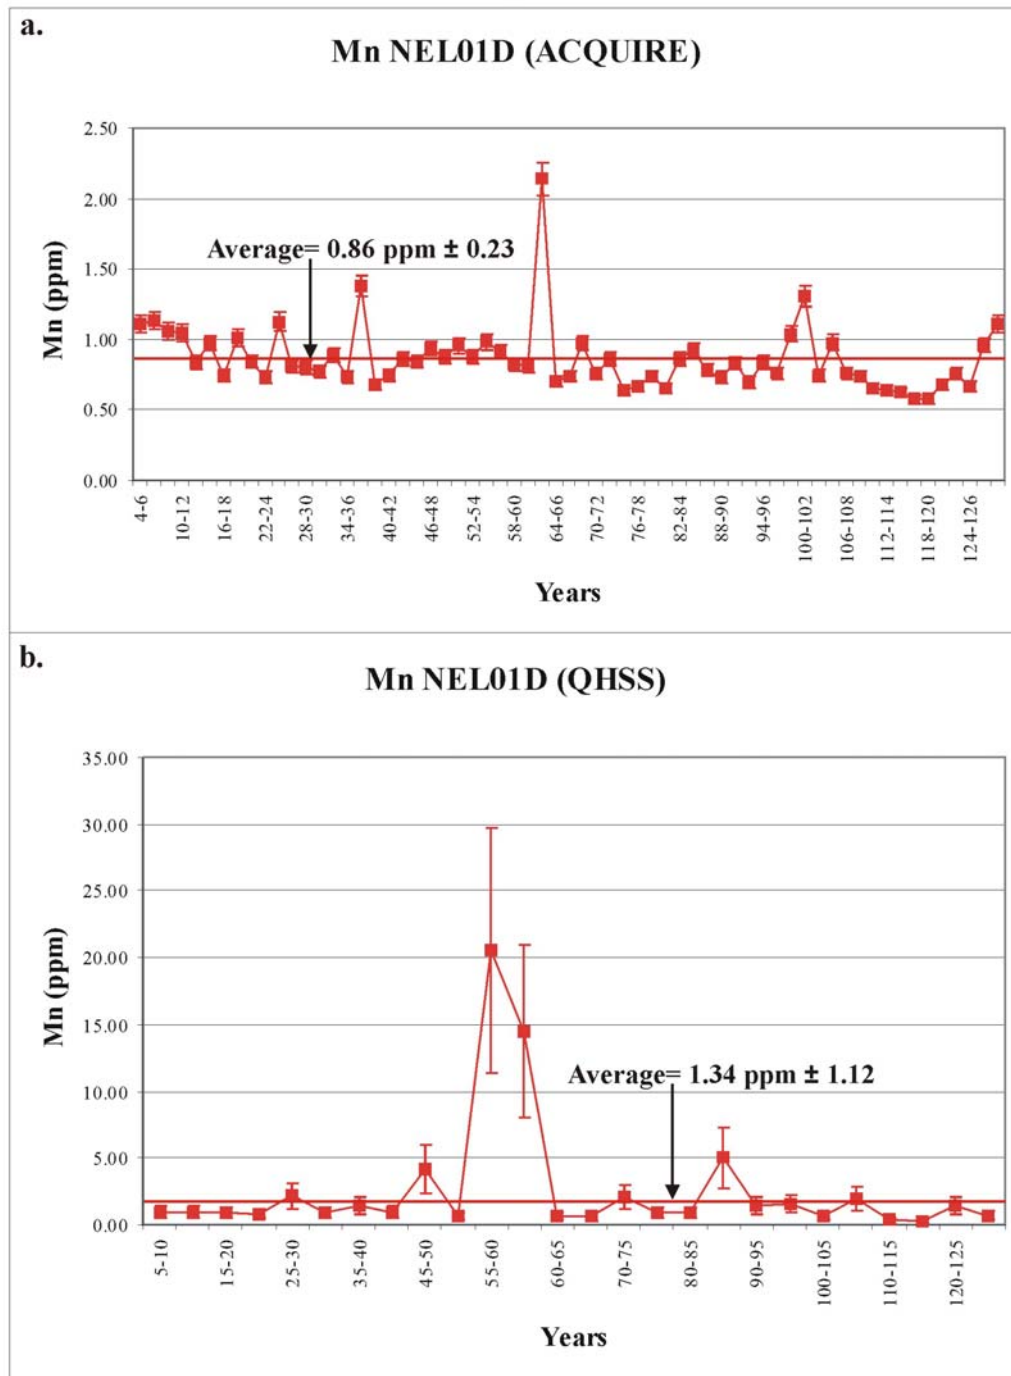 a.
Mn NEL01D (ACQUIRE)
2.50
2.00
1.50
1.00
0.50
0.00
Mn (ppm)
Average= 0.86 ppm ± 0.23
4-6 10-12 16-18 22-24 28-30 34-36 40-42 46-48 52-54 58-60 64-66 70-72 76-78 82-84 88-90 94-96 100-102 106-108 112-114 118-120 124-126
Years
b.
Mn NEL01D (QHSS)
35.00
30.00
25.00
20.00
15.00
10.00
5.00
0.00
Mn (ppm)
Average= 1.34 ppm ± 1.12
5-10 15-20 25-30 35-40 45-50 55-60 60-65 70-75 80-85 90-95 100-105 110-115 120-125
Years